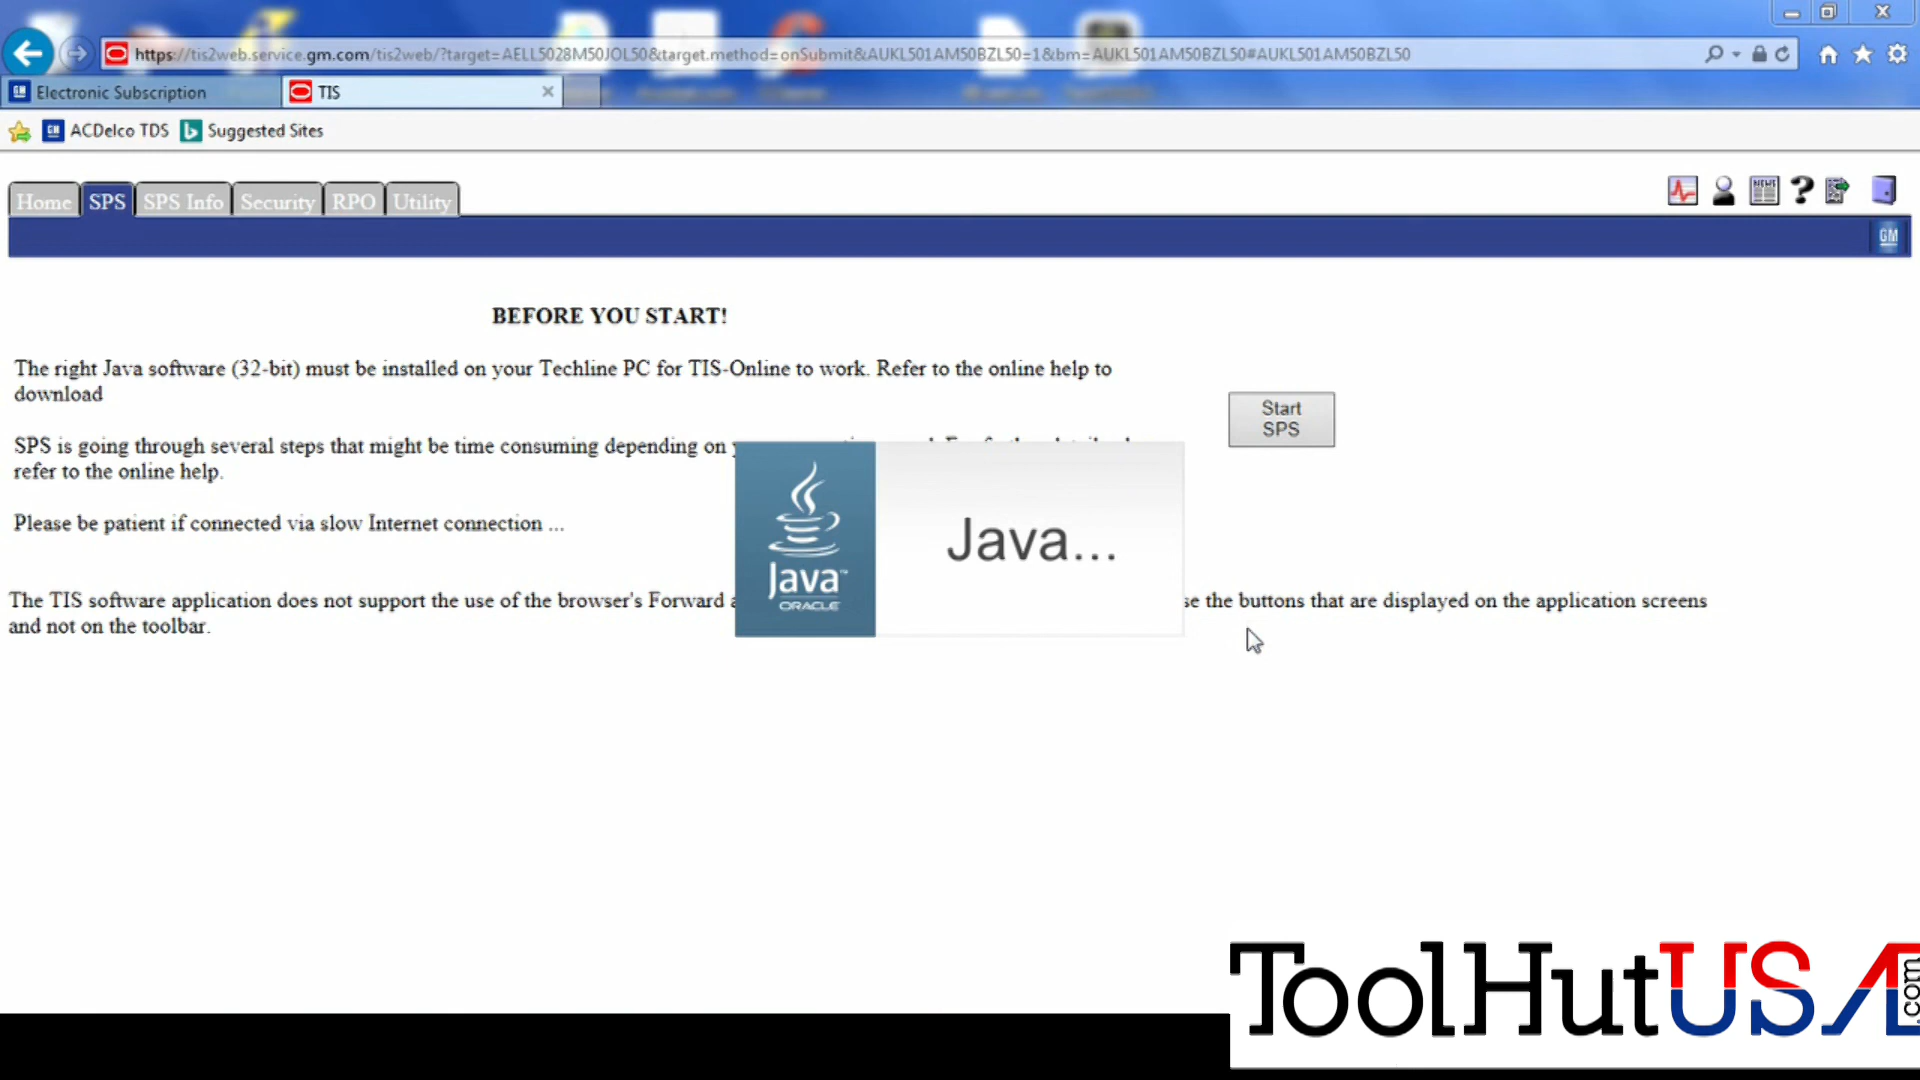 https://tis2web.service.gm.com/tis2web/?target=AELL5028M50JOL50&target.method=onSubmit&AUKL501AM50BZL50=1&bm=AUKL501AM50BZL50#AUKL501AM50BZL50
GM Electronic Subscription
TIS
GM ACDelco TDS
b Suggested Sites
Home
SPS
SPS Info
Security
RPO
Utility
NEWS
?
GM
BEFORE YOU START!
The right Java software (32-bit) must be installed on your Techline PC for TIS-Online to work. Refer to the online help to
download
Start
SPS
SPS is going through several steps that might be time consuming depending on
refer to the online help.
Please be patient if connected via slow Internet connection ...
Java™
ORACLE
Java...
The TIS software application does not support the use of the browser's Forward
se the buttons that are displayed on the application screens
and not on the toolbar.
ToolHutUSA.com